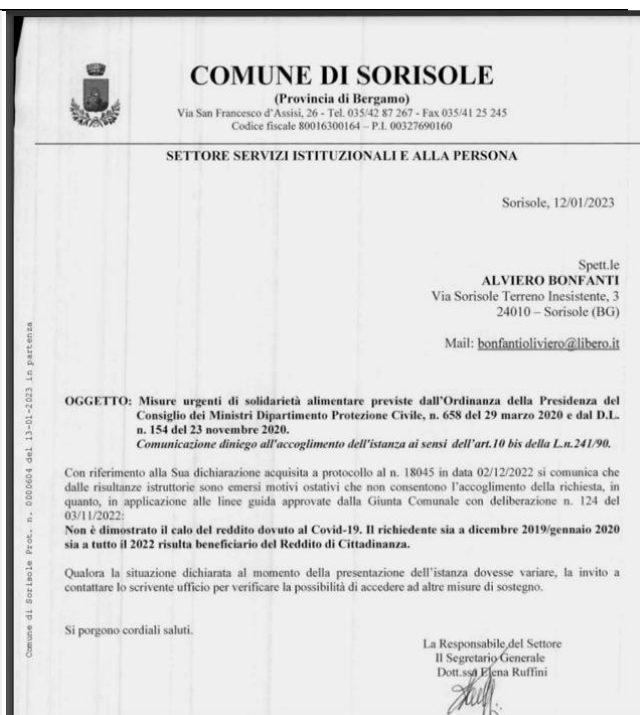 COMUNE DI SORISOLE
(Provincia di Bergamo)
Via San Francesco d'Assisi, 26 - Tel. 035/42 87 267 - Fax 035/41 25 245
Codice fiscale 80016300164 – P.I. 00327690160
SETTORE SERVIZI ISTITUZIONALI E ALLA PERSONA
Sorisole, 12/01/2023
Spett.le
ALVIERO BONFANTI
Via Sorisole Terreno Inesistente, 3
24010 – Sorisole (BG)
Mail: bonfantioliviero@libero.it
OGGETTO: Misure urgenti di solidarietà alimentare previste dall'Ordinanza della Presidenza del
Consiglio dei Ministri Dipartimento Protezione Civile, n. 658 del 29 marzo 2020 e dal D.L.
n. 154 del 23 novembre 2020.
Comunicazione diniego all'accoglimento dell'istanza ai sensi dell'art.10 bis della L.n.241/90.
Con riferimento alla Sua dichiarazione acquisita a protocollo al n. 18045 in data 02/12/2022 si comunica che
dalle risultanze istruttorie sono emersi motivi ostativi che non consentono l'accoglimento della richiesta, in
quanto, in applicazione alle linee guida approvate dalla Giunta Comunale con deliberazione n. 124 del
03/11/2022:
Non è dimostrato il calo del reddito dovuto al Covid-19. Il richiedente sia a dicembre 2019/gennaio 2020
sia a tutto il 2022 risulta beneficiario del Reddito di Cittadinanza.
Qualora la situazione dichiarata al momento della presentazione dell'istanza dovesse variare, la invito a
contattare lo scrivente ufficio per verificare la possibilità di accedere ad altre misure di sostegno.
Si porgono cordiali saluti.
La Responsabile del Settore
Il Segretario Generale
Dott.ssa Elena Ruffini
Comune di Sorisole Prot. n. 0000604 del 13-01-2023 in partenza